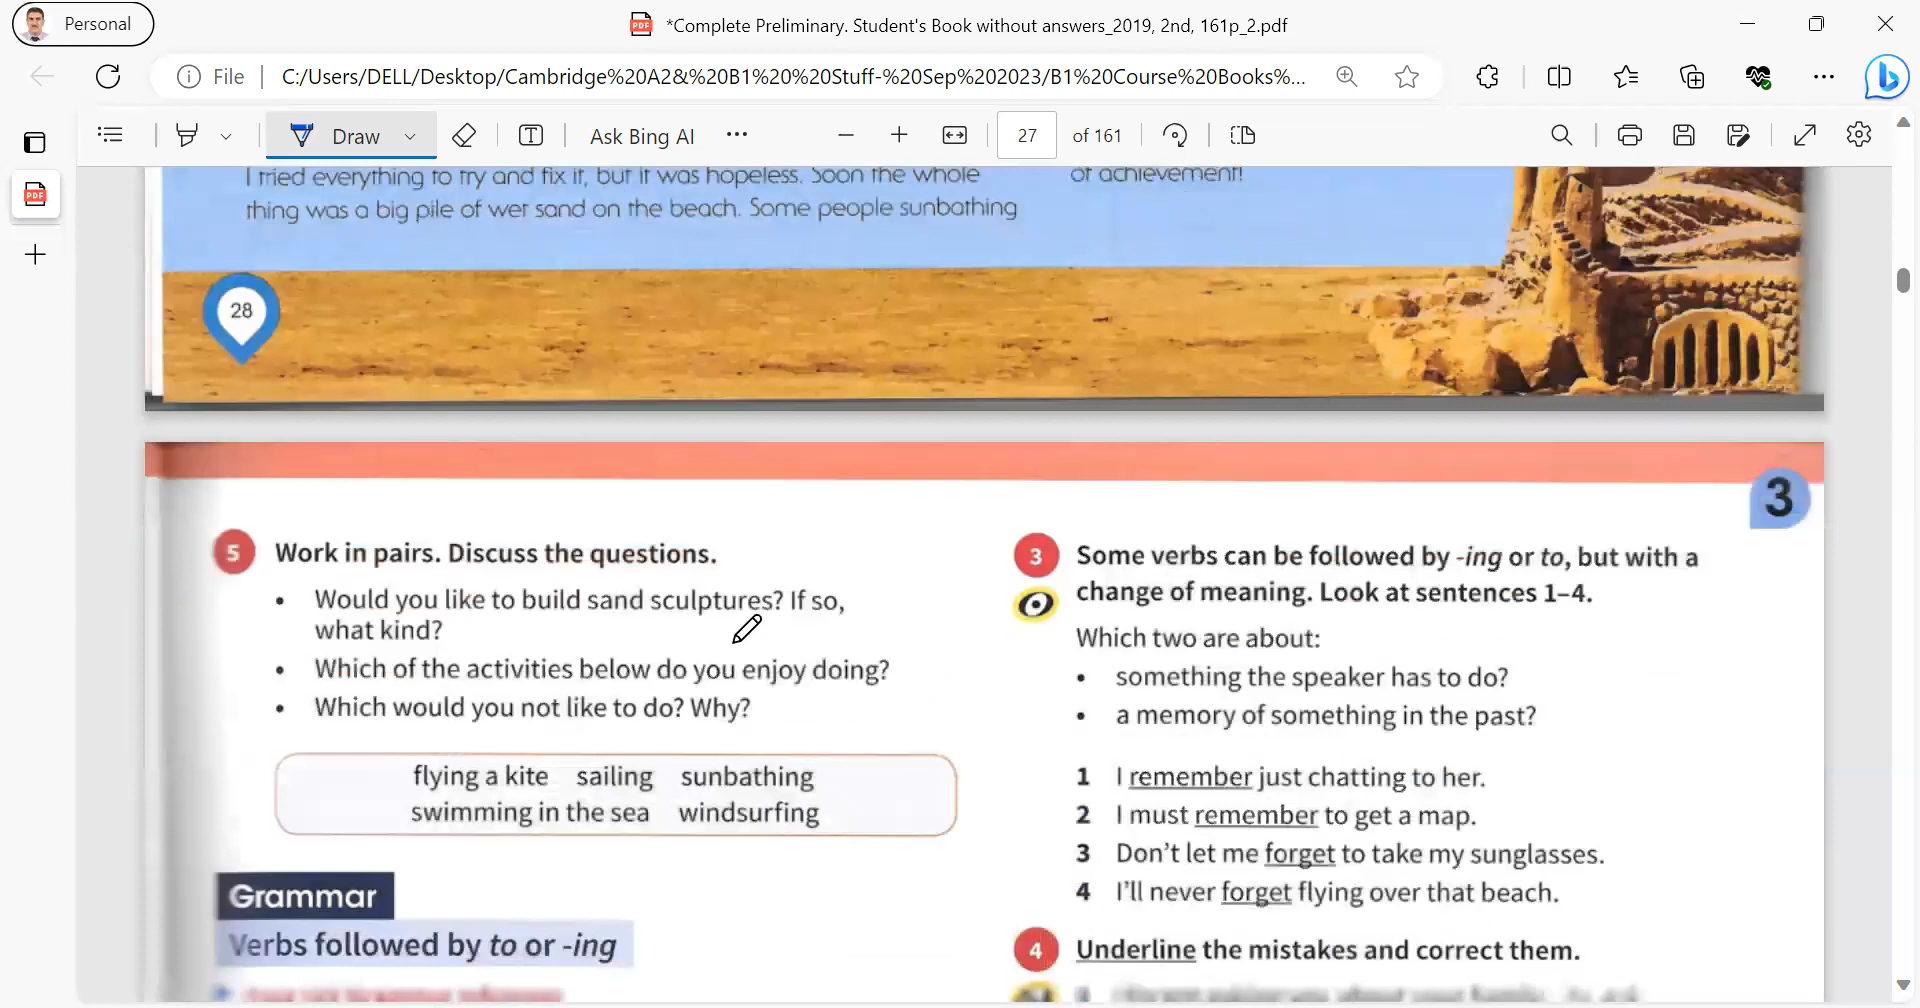 Personal
*Complete Preliminary. Student's Book without answers_2019, 2nd, 161p_2.pdf
File
C:/Users/DELL/Desktop/Cambridge%20A2&%20B1%20%20Stuff-%20Sep%202023/B1%20Course%20Books%...
Draw
Ask Bing AI
27
of 161
I tried everything to try and fix it, but it was hopeless. Soon the whole
thing was a big pile of wet sand on the beach. Some people sunbathing
of achievement!
28
3
5 Work in pairs. Discuss the questions.
• Would you like to build sand sculptures? If so,
what kind?
• Which of the activities below do you enjoy doing?
• Which would you not like to do? Why?
flying a kite sailing sunbathing
swimming in the sea windsurfing
Grammar
Verbs followed by to or -ing
3 Some verbs can be followed by -ing or to, but with a
change of meaning. Look at sentences 1–4.
Which two are about:
• something the speaker has to do?
• a memory of something in the past?
1 I remember just chatting to her.
2 I must remember to get a map.
3 Don't let me forget to take my sunglasses.
4 I'll never forget flying over that beach.
4 Underline the mistakes and correct them.